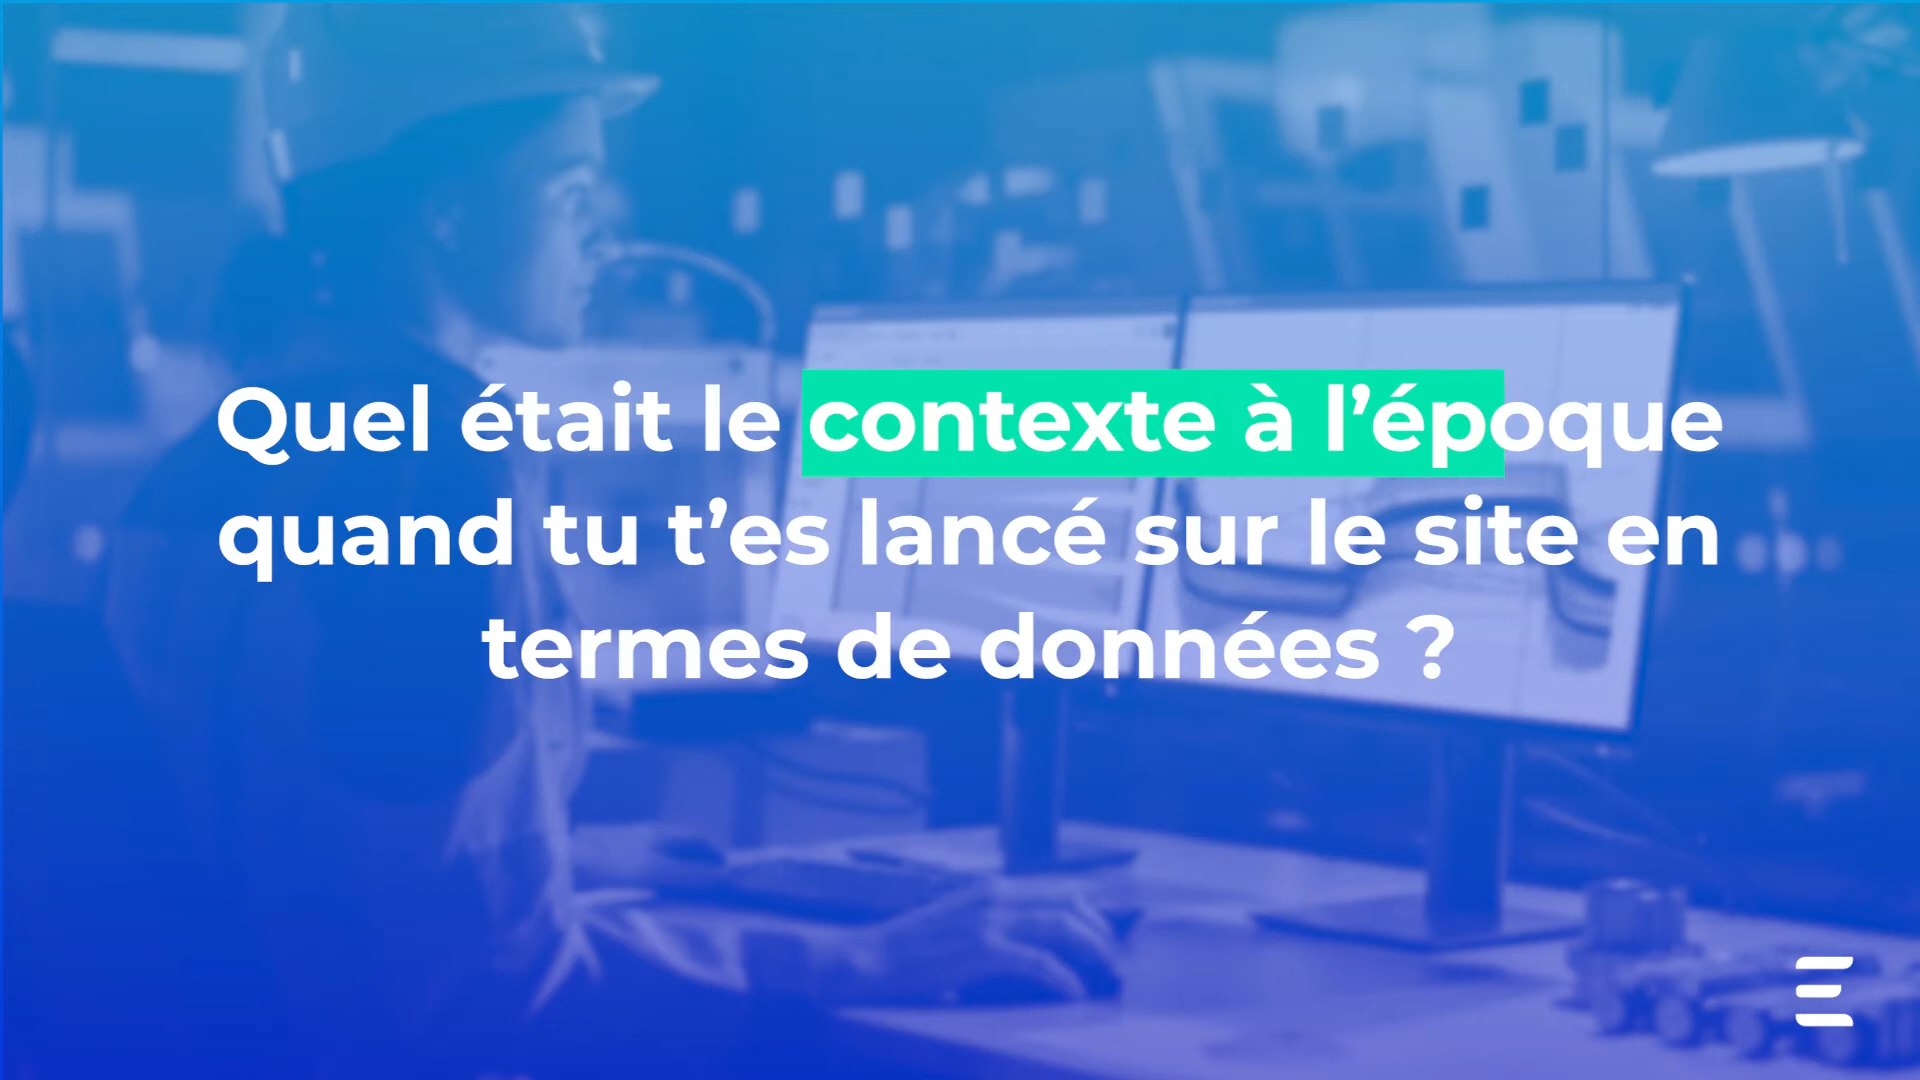 Quel était le contexte à l’époque
quand tu t’es lancé sur le site en
termes de données ?